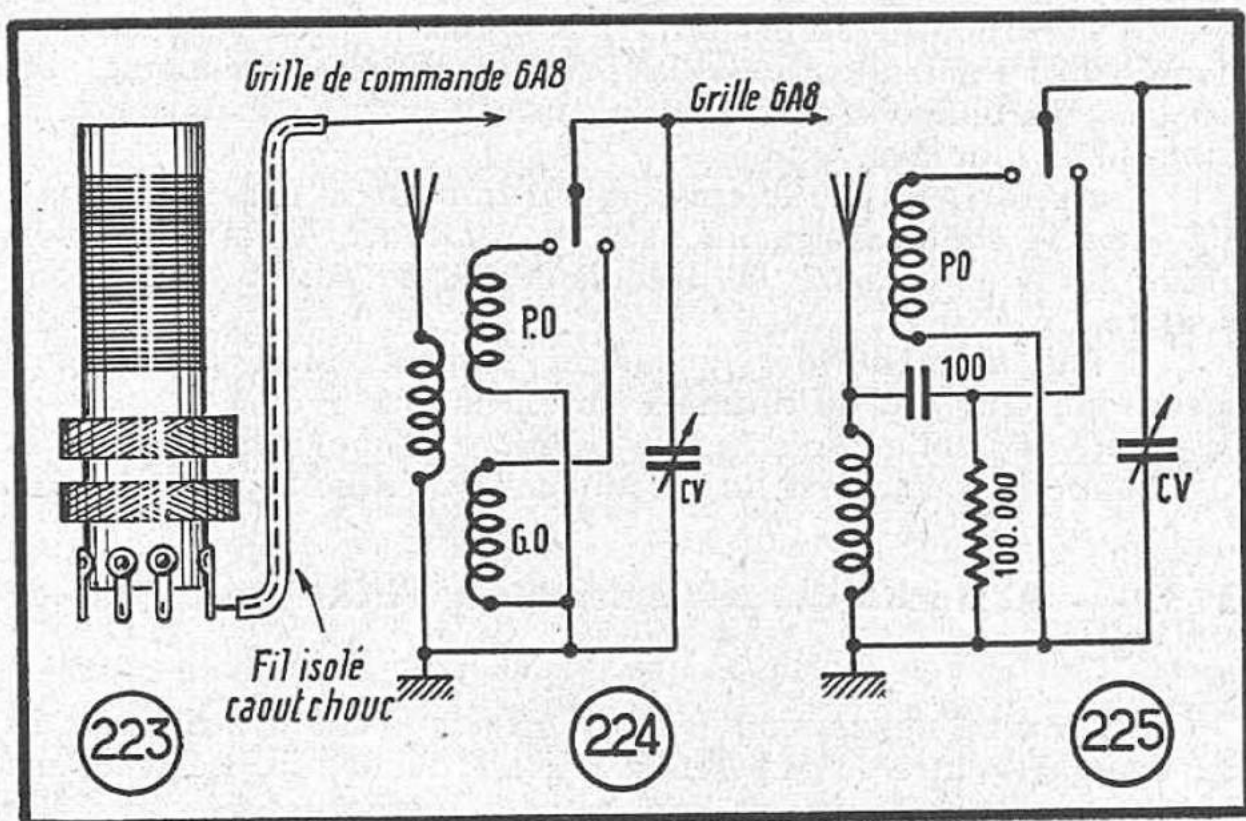 Grille de commande 6A8
Fil isolé
caoutchouc
223
Grille 6A8
P.O
G.O
CV
224
PO
100
100.000
CV
225